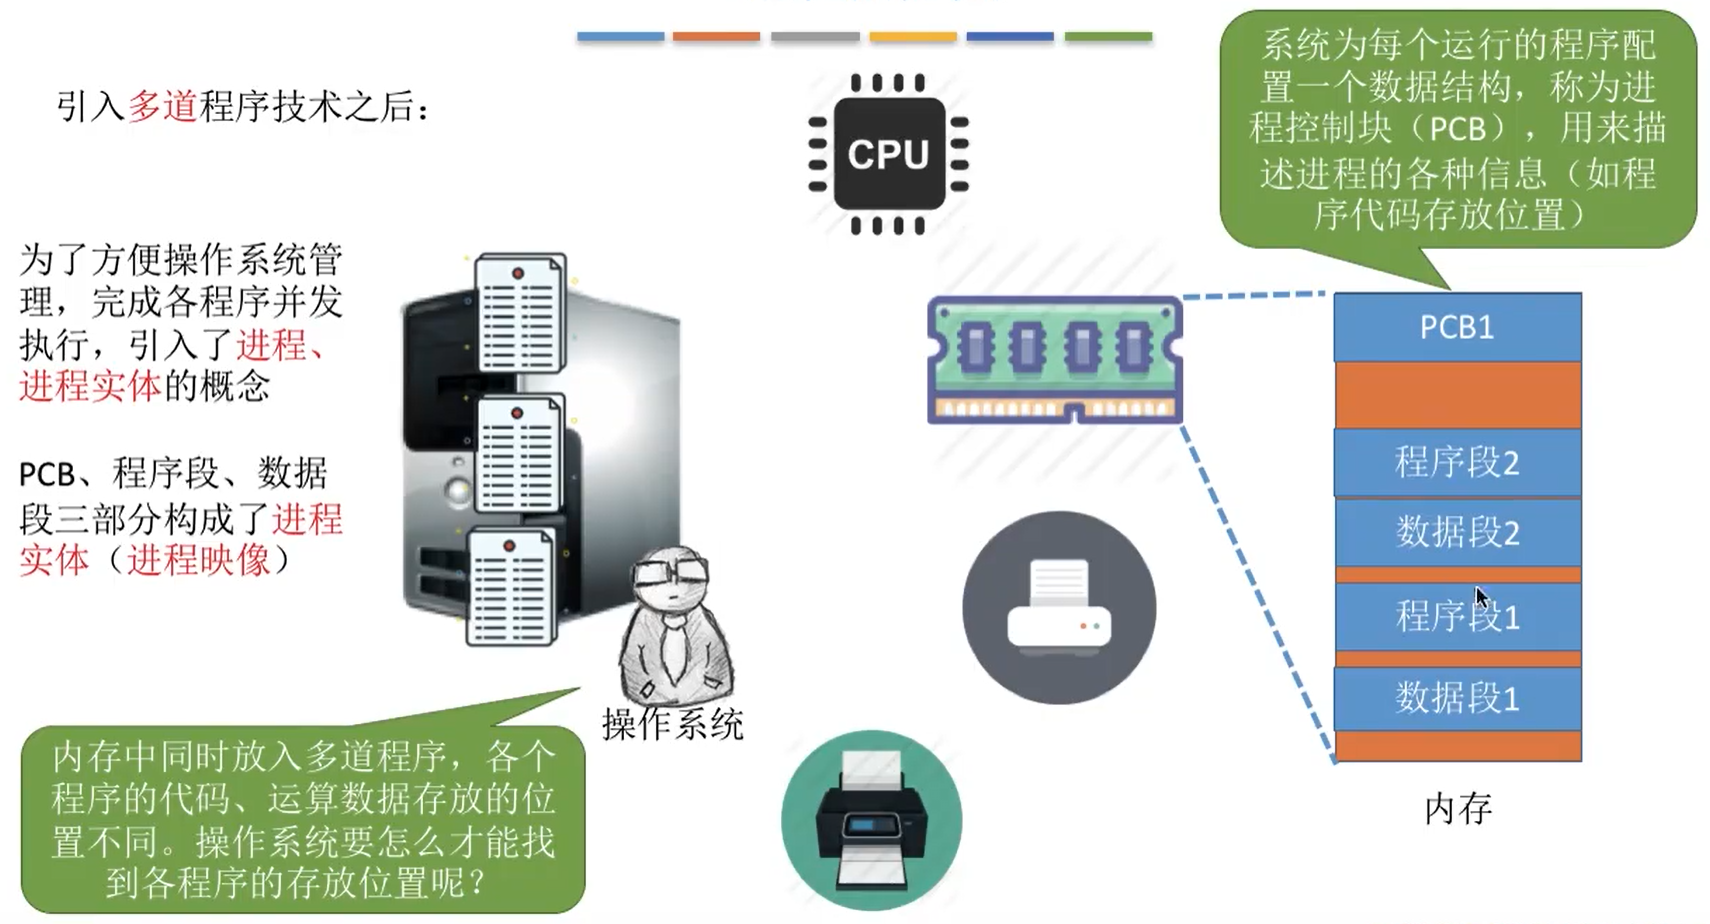 引入多道程序技术之后：
CPU
系统为每个运行的程序配
置一个数据结构，称为进
程控制块（PCB），用来描
述进程的各种信息（如程
序代码存放位置）
为了方便操作系统管
理，完成各程序并发
执行，引入了进程、
进程实体的概念
PCB、程序段、数据
段三部分构成了进程
实体（进程映像）
PCB1
程序段2
数据段2
程序段1
数据段1
内存
操作系统
内存中同时放入多道程序，各个
程序的代码、运算数据存放的位
置不同。操作系统要怎么才能找
到各程序的存放位置呢？